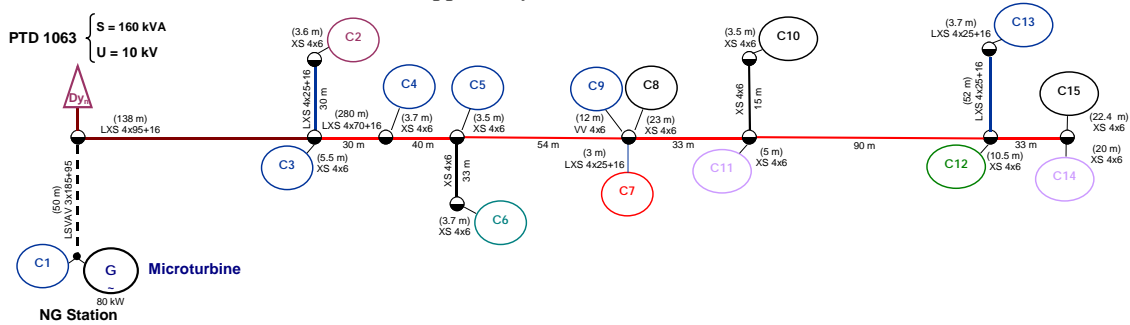 PTD 1063
S = 160 kVA
U = 10 kV
Dyn
(138 m)
LXS 4x95+16
(50 m)
LSVAV 3x185+95
C1
G
~
80 kW
Microturbine
NG Station
(3.6 m)
XS 4x6
C2
LXS 4x25+16
30 m
C3
(5.5 m)
XS 4x6
(280 m)
LXS 4x70+16
30 m
C4
(3.7 m)
XS 4x6
40 m
C5
(3.5 m)
XS 4x6
XS 4x6
33 m
(3.7 m)
XS 4x6
C6
54 m
C9
(12 m)
VV 4x6
C8
(23 m)
XS 4x6
(3 m)
LXS 4x25+16
C7
33 m
(3.5 m)
XS 4x6
C10
XS 4x6
15 m
C11
(5 m)
XS 4x6
90 m
(3.7 m)
LXS 4x25+16
C13
(52 m)
LXS 4x25+16
C12
(10.5 m)
XS 4x6
33 m
C15
(22.4 m)
XS 4x6
(20 m)
XS 4x6
C14